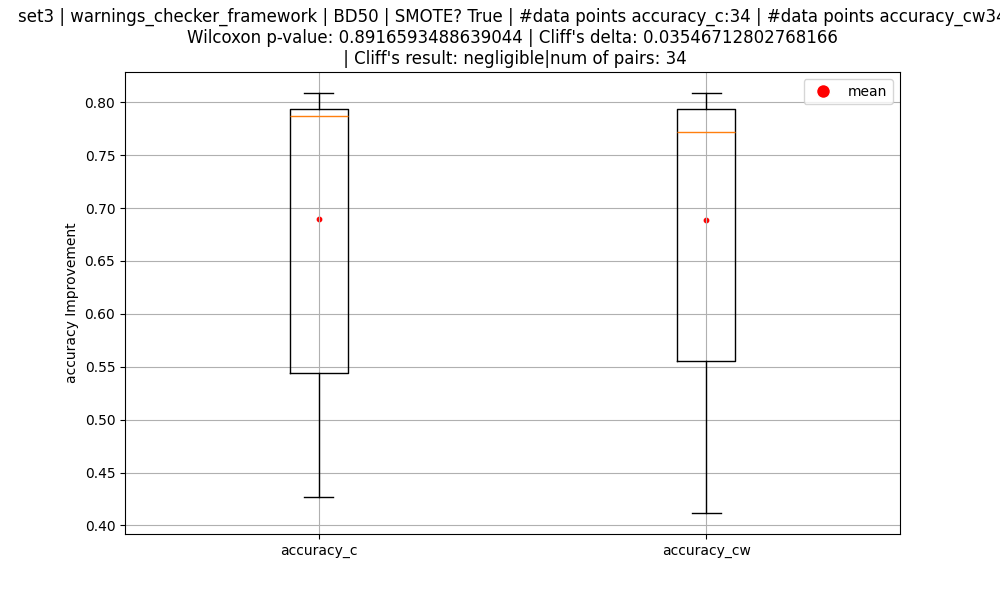 set3 | warnings_checker_framework | BD50 | SMOTE? True | #data points accuracy_c:34 | #data points accuracy_cw34
Wilcoxon p-value: 0.8916593488639044 | Cliff's delta: 0.03546712802768166
| Cliff's result: negligible|num of pairs: 34
mean
0.80
0.75
0.70
0.65
0.60
0.55
0.50
0.45
0.40
accuracy Improvement
accuracy_c
accuracy_cw